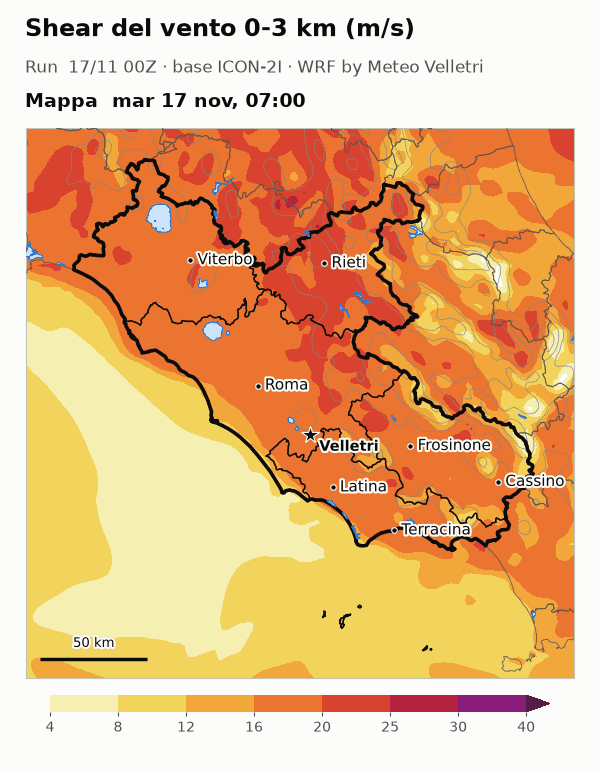 Shear del vento 0-3 km (m/s)
Run  17/11 00Z · base ICON-2I · WRF by Meteo Velletri
Mappa  mar 17 nov, 07:00
Viterbo
Rieti
Roma
Velletri
Frosinone
Latina
Cassino
Terracina
50 km
4 8 12 16 20 25 30 40